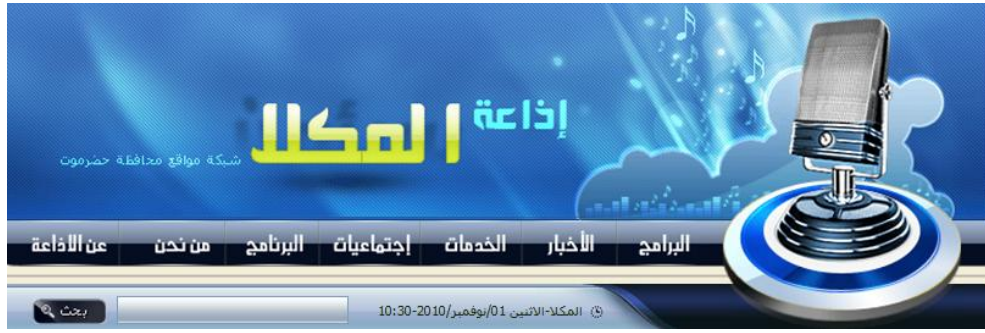 إذاعة
المكلا
شبكة مواقع محافظة حضرموت
البرامج الأخبار الخدمات إجتماعيات البرنامج من نحن عن الاذاعة
المكلا-الاثنين 01/نوفمبر/2010-10:30
بحث